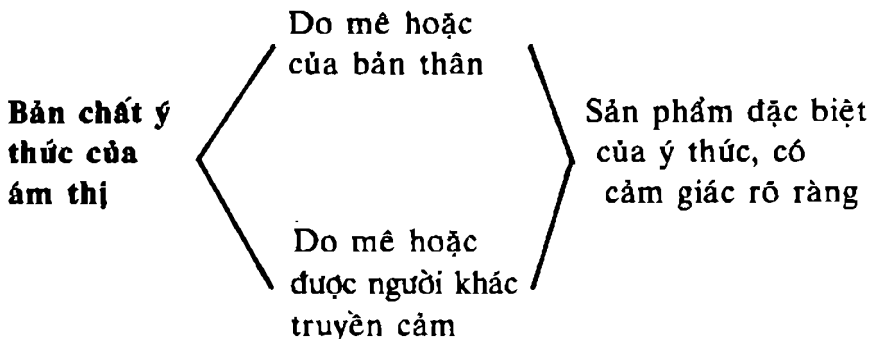 Do mê hoặc
của bản thân
Bản chất ý
thức của
ám thị
Sản phẩm đặc biệt
của ý thức, có
cảm giác rõ ràng
Do mê hoặc
được người khác
truyền cảm